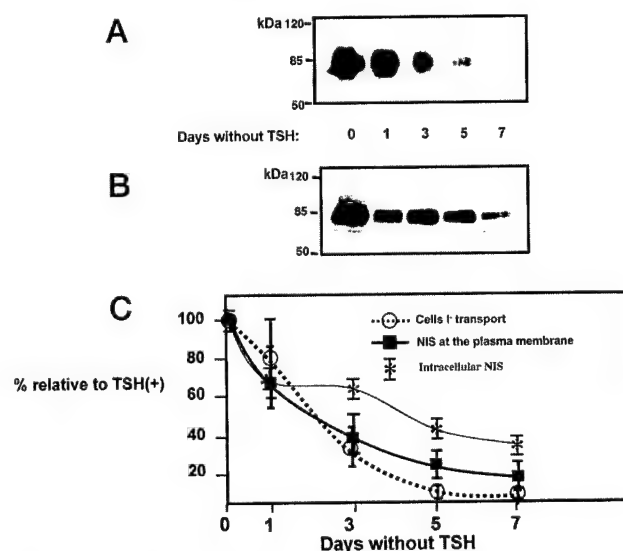 A
kDa 120
85
50
Days without TSH: 0 1 3 5 7
B
kDa 120
85
50
C
100
80
60
40
20
% relative to TSH(+)
Cells I- transport
NIS at the plasma membrane
Intracellular NIS
0 1 3 5 7
Days without TSH